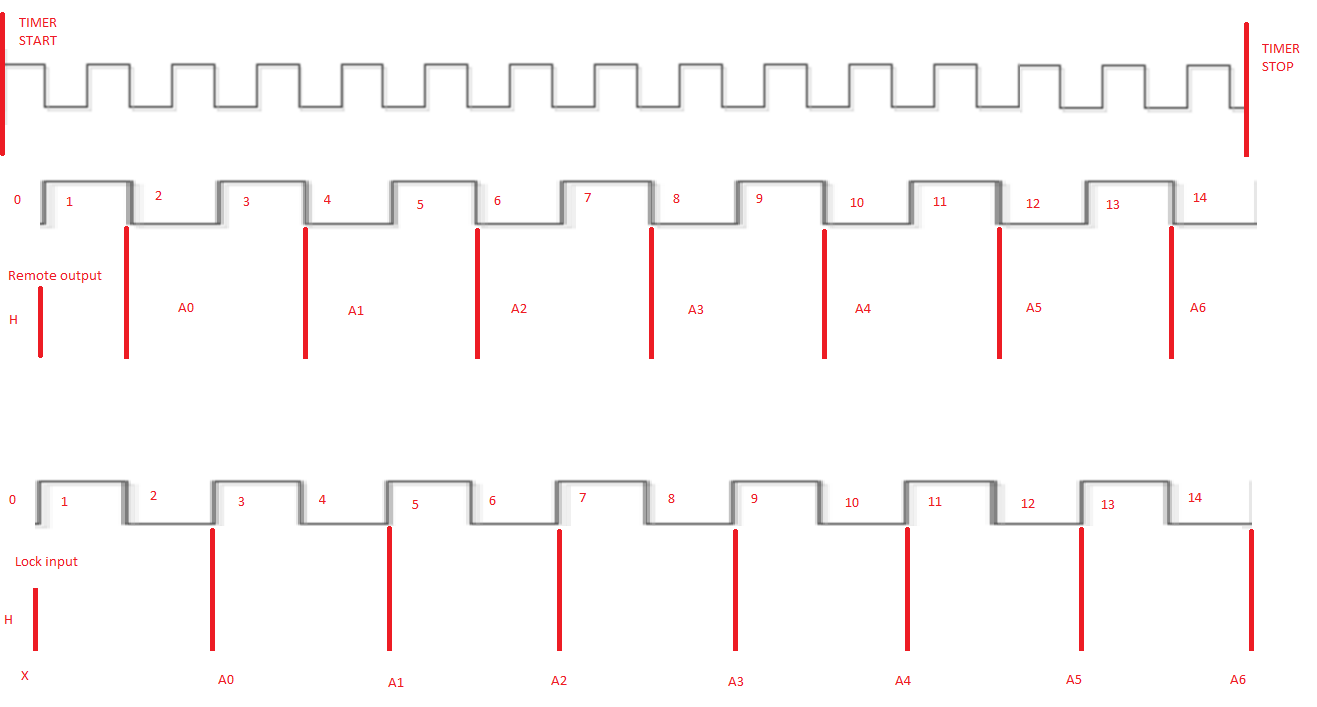 TIMER
START
TIMER
STOP
0 1 2 3 4 5 6 7 8 9 10 11 12 13 14
Remote output
H A0 A1 A2 A3 A4 A5 A6
0 1 2 3 4 5 6 7 8 9 10 11 12 13 14
Lock input
H
X A0 A1 A2 A3 A4 A5 A6